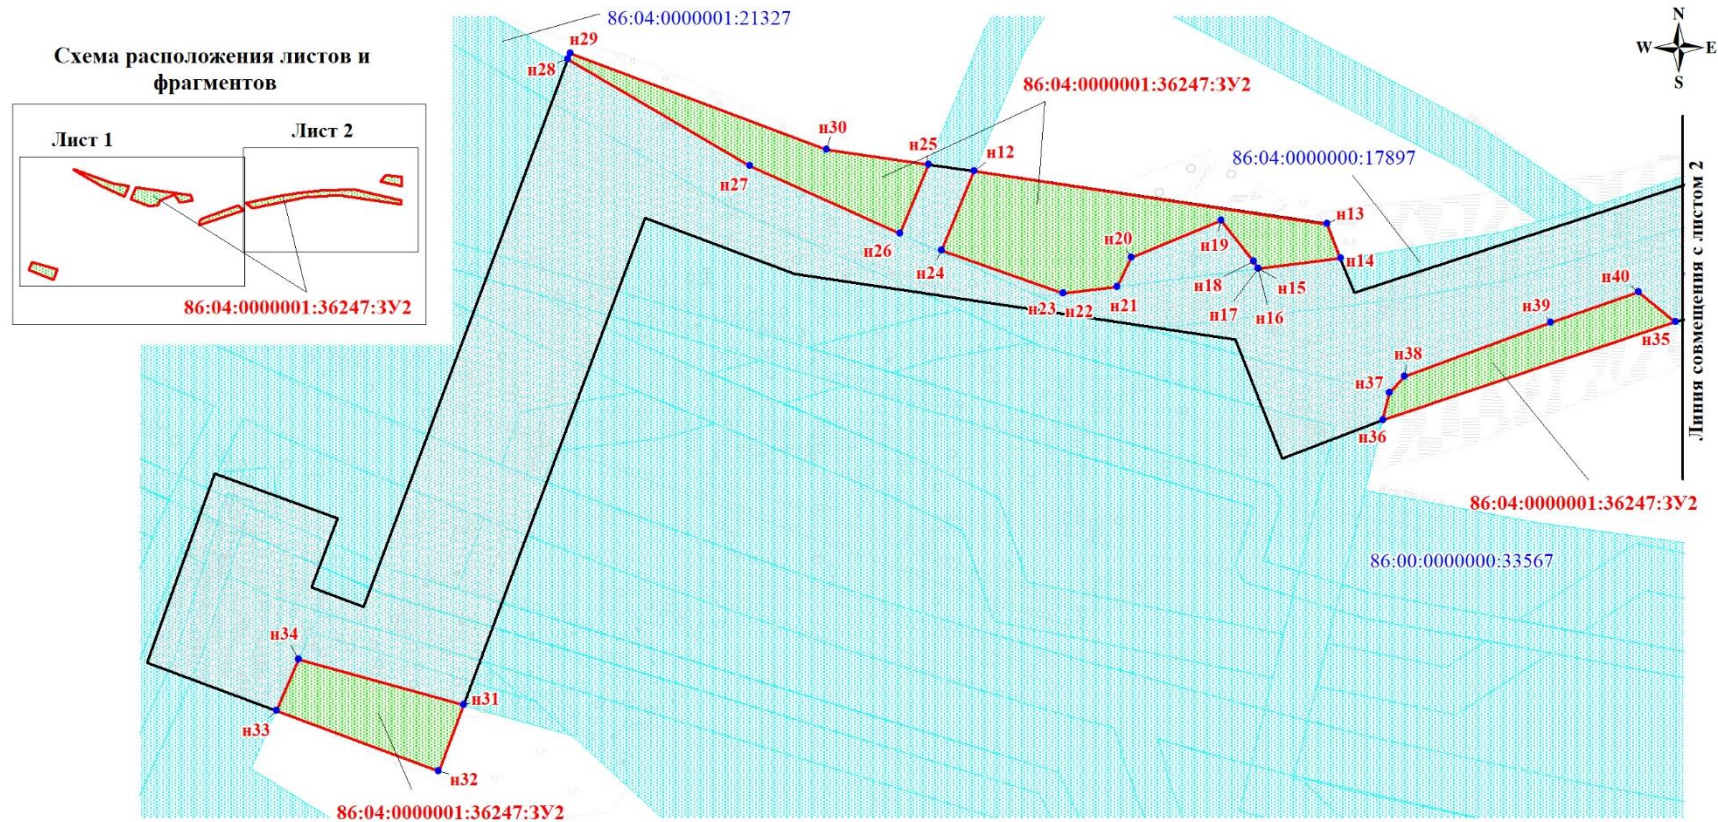 Схема расположения листов и
фрагментов
Лист 1
Лист 2
86:04:0000001:36247:ЗУ2
86:04:0000001:21327
N
W
E
S
н29
н28
86:04:0000001:36247:ЗУ2
н30
н25
н12
86:04:0000000:17897
н27
н13
н19
н20
н26
н24
н14
н18
н15
н40
н23
н22
н21
н17
н16
н39
н35
н38
н37
н36
Линия совмещения с листом 2
86:04:0000001:36247:ЗУ2
86:00:0000000:33567
н34
н31
н33
н32
86:04:0000001:36247:ЗУ2